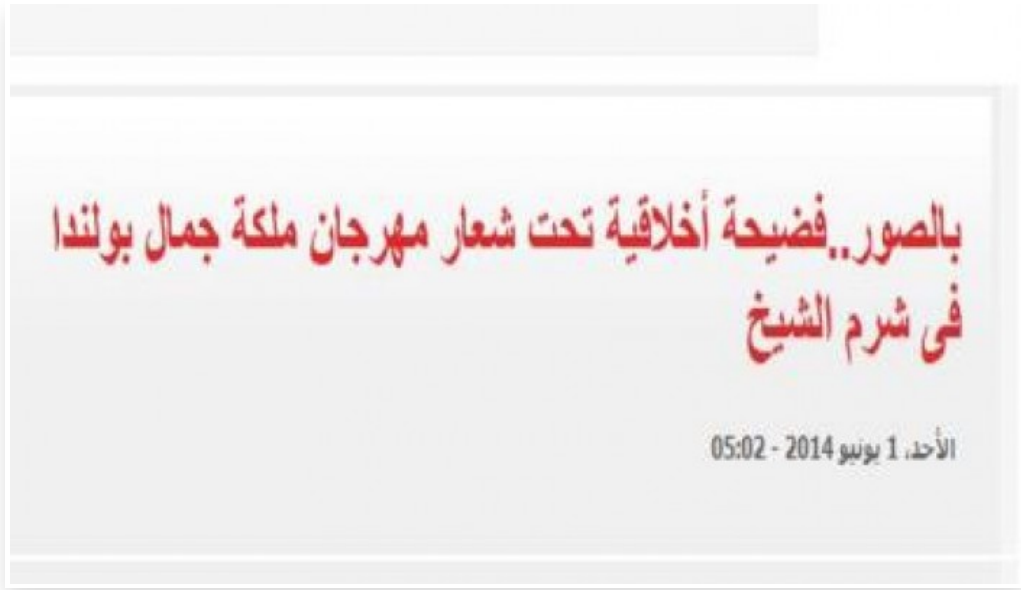 بالصور..فضيحة أخلاقية تحت شعار مهرجان ملكة جمال بولندا
فى شرم الشيخ
الأحد، 1 يونيو 2014 - 05:02